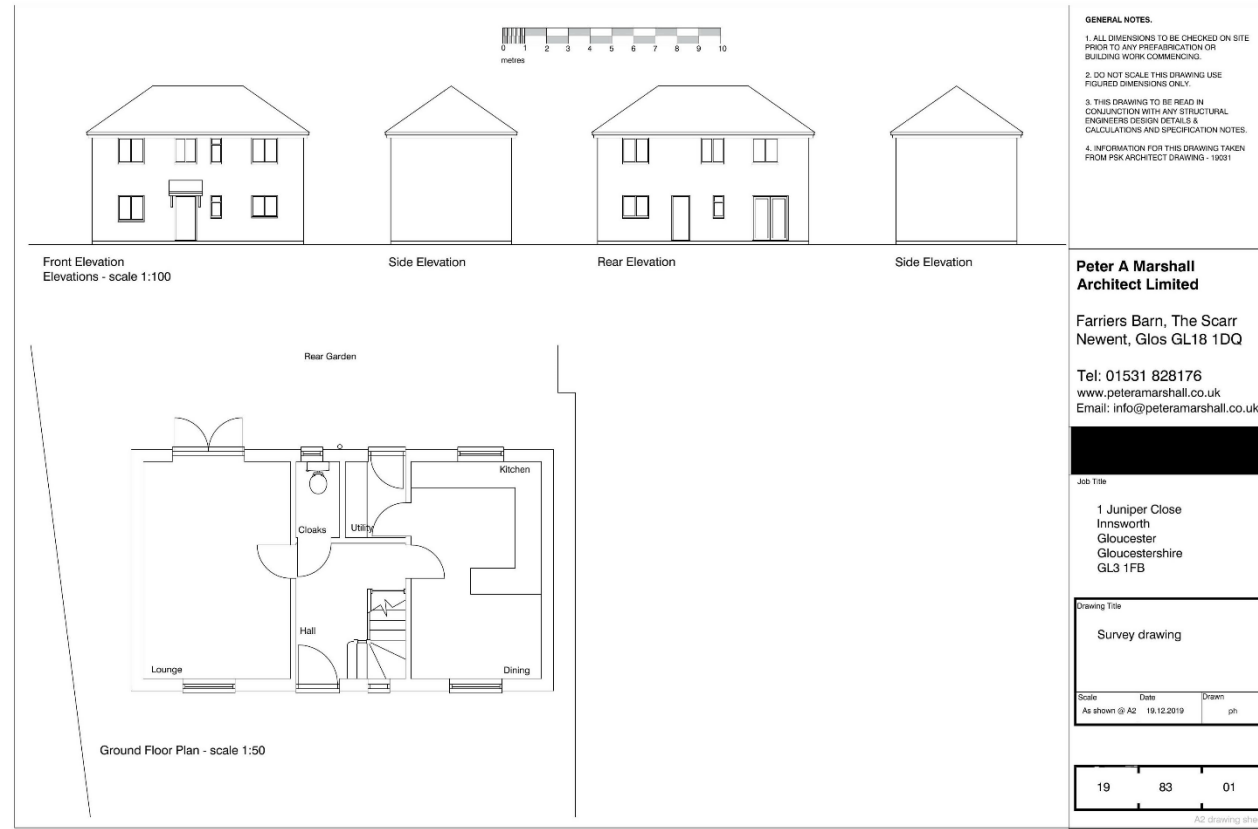 0 1 2 3 4 5 6 7 8 9 10
metres
Front Elevation
Elevations - scale 1:100
Side Elevation
Rear Elevation
Side Elevation
Rear Garden
Kitchen
Cloaks
Utility
Hall
Lounge
Dining
Ground Floor Plan - scale 1:50
GENERAL NOTES.
1. ALL DIMENSIONS TO BE CHECKED ON SITE
PRIOR TO ANY PREFABRICATION OR
BUILDING WORK COMMENCING.
2. DO NOT SCALE THIS DRAWING USE
FIGURED DIMENSIONS ONLY.
3. THIS DRAWING TO BE READ IN
CONJUNCTION WITH ANY STRUCTURAL
ENGINEERS DESIGN DETAILS &
CALCULATIONS AND SPECIFICATION NOTES.
4. INFORMATION FOR THIS DRAWING TAKEN
FROM PSK ARCHITECT DRAWING - 19031
Peter A Marshall
Architect Limited
Farriers Barn, The Scarr
Newent, Glos GL18 1DQ
Tel: 01531 828176
www.peteramarshall.co.uk
Email: info@peteramarshall.co.uk
Job Title
1 Juniper Close
Innsworth
Gloucester
Gloucestershire
GL3 1FB
Drawing Title
Survey drawing
Scale Date Drawn
As shown @ A2 19.12.2019 ph
19 83 01
A2 drawing